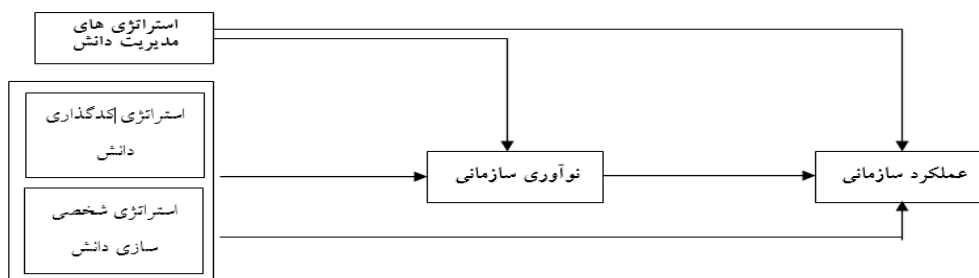 استراتژی های
مدیریت دانش
استراتژی کدگذاری
دانش
استراتژی شخصی
سازی دانش
نوآوری سازمانی
عملکرد سازمانی